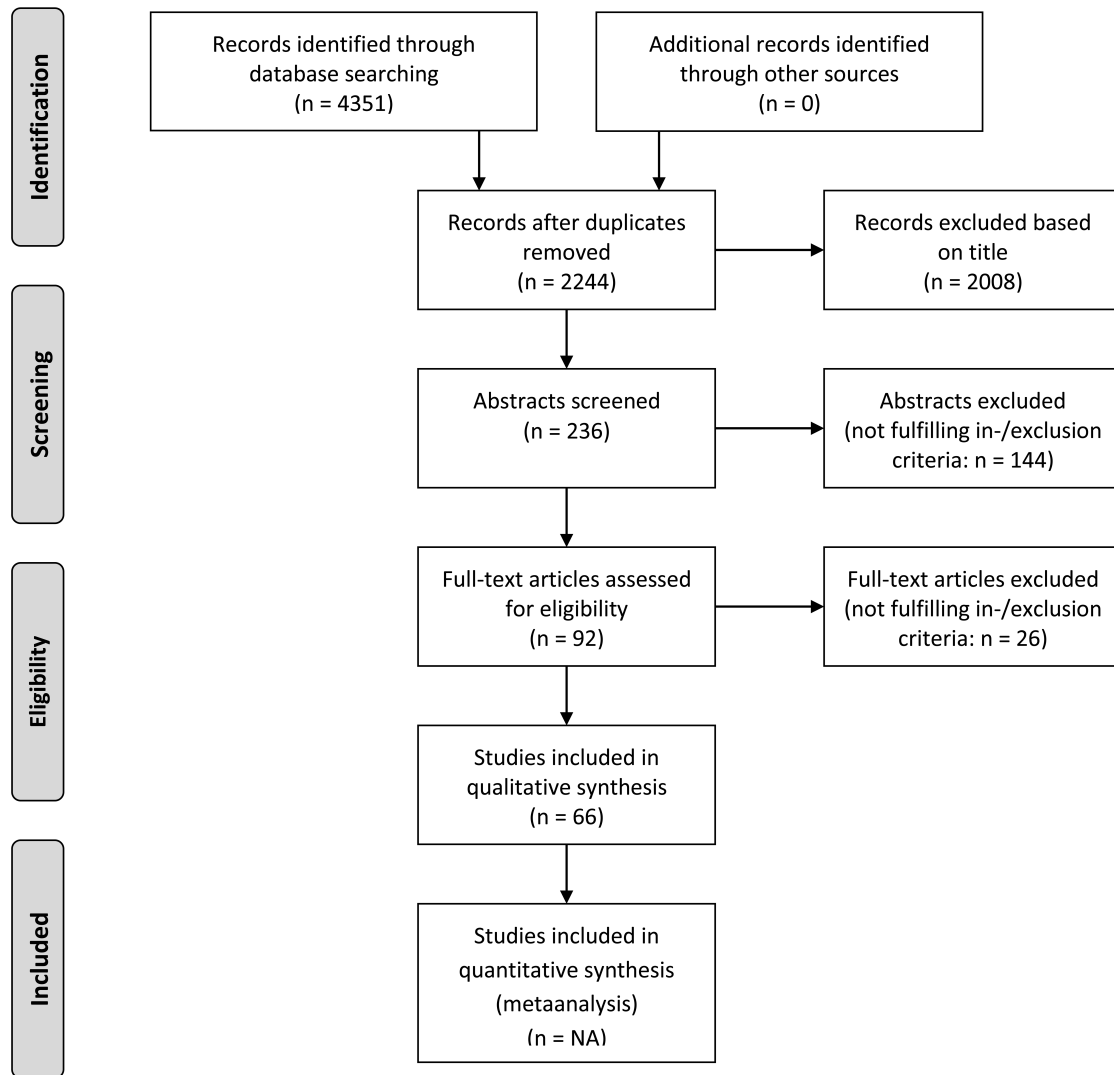 Identification
Records identified through
database searching
(n = 4351)
Additional records identified
through other sources
(n = 0)
Records after duplicates
removed
(n = 2244)
Records excluded based
on title
(n = 2008)
Screening
Abstracts screened
(n = 236)
Abstracts excluded
(not fulfilling in-/exclusion
criteria: n = 144)
Eligibility
Full-text articles assessed
for eligibility
(n = 92)
Full-text articles excluded
(not fulfilling in-/exclusion
criteria: n = 26)
Studies included in
qualitative synthesis
(n = 66)
Included
Studies included in
quantitative synthesis
(metaanalysis)
(n = NA)